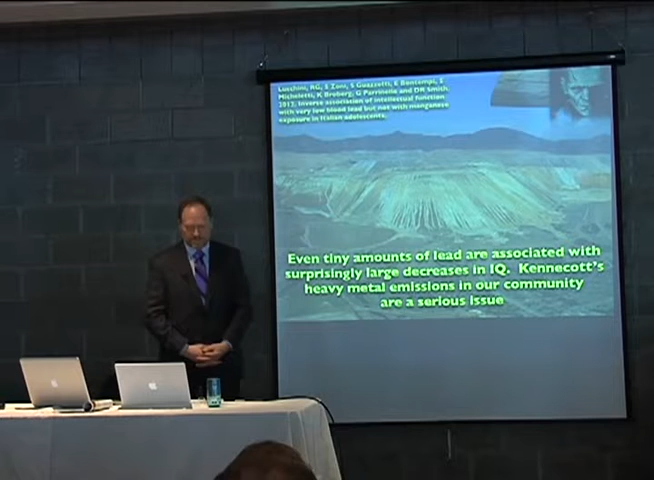 Lucchini, RG, S Zoni, S Guazzetti, E Bontempi, S
Micheletti, K Broberg, G Parrinello and DR Smith.
2012. Inverse association of intellectual function
with very low blood lead but not with manganese
exposure in Italian adolescents.
Even tiny amounts of lead are associated with
surprisingly large decreases in IQ. Kennecott's
heavy metal emissions in our community
are a serious issue